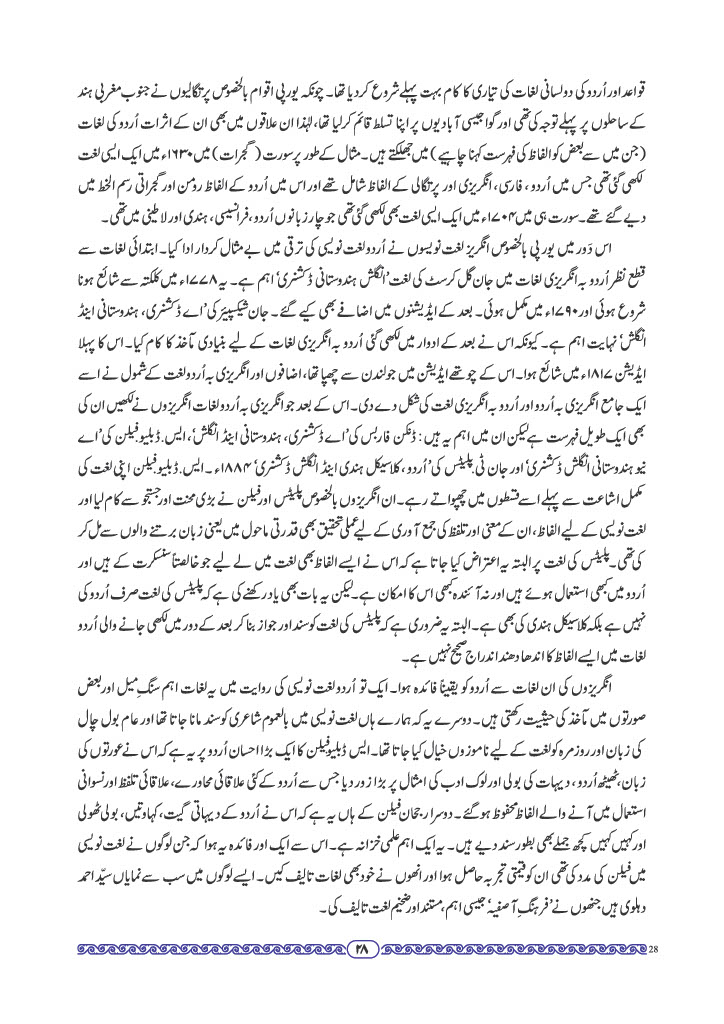 قواعد اور اُردو کی دو لسانی لغات کی تیاری کا کام بہت پہلے شروع کردیا تھا۔ چونکہ یورپی اقوام بالخصوص پرتگالیوں نے جنوب مغربی ہند
کے ساحلوں پر پہلے توجہ کی تھی اور گوا جیسی آبادیوں پر اپنا تسلط قائم کرلیا تھا، لہٰذا ان علاقوں میں بھی ان کے اثرات اُردو کی لغات
(جن میں سے بعض کو الفاظ کی فہرست کہنا چاہیے) میں جھلکتے ہیں۔ مثال کے طور پر سورت (گجرات) میں ۱۶۳۰ء میں ایک ایسی لغت
لکھی گئی تھی جس میں اُردو، فارسی، انگریزی اور پرتگالی کے الفاظ شامل تھے اور اس میں اُردو کے الفاظ رومن اور گجراتی رسم الخط میں
دیے گئے تھے۔ سورت ہی میں ۱۷۰۴ء میں ایک ایسی لغت بھی لکھی گئی تھی جو چار زبانوں اُردو، فرانسیسی، ہندی اور لاطینی میں تھی۔
اس دَور میں یورپی بالخصوص انگریز لغت نویسوں نے اُردو لغت نویسی کی ترقی میں بے مثال کردار ادا کیا۔ ابتدائی لغات سے
قطع نظر اُردو بہ انگریزی لغات میں جان گل کرسٹ کی لغت 'انگلش ہندوستانی ڈکشنری' اہم ہے۔ یہ ۱۷۷۸ء میں کلکتہ سے شائع ہونا
شروع ہوئی اور ۱۷۹۰ء میں مکمل ہوئی۔ بعد کے ایڈیشنوں میں اضافے بھی کیے گئے۔ جان شیکسپیئر کی 'اے ڈکشنری، ہندوستانی اینڈ
انگلش' نہایت اہم ہے۔ کیونکہ اس نے بعد کے ادوار میں لکھی گئی اُردو بہ انگریزی لغات کے لیے بنیادی مآخذ کا کام کیا۔ اس کا پہلا
ایڈیشن ۱۸۱۷ء میں شائع ہوا۔ اس کے چوتھے ایڈیشن میں جو لندن سے چھپا تھا، اضافوں اور انگریزی بہ اُردو لغت کے شمول نے اسے
ایک جامع انگریزی بہ اُردو اور اُردو بہ انگریزی لغت کی شکل دے دی۔ اس کے بعد جو انگریزی بہ اُردو لغات انگریزوں نے لکھیں ان کی
بھی ایک طویل فہرست ہے لیکن ان میں اہم یہ ہیں: ڈنکن فاربس کی 'اے ڈکشنری، ہندوستانی اینڈ انگلش'، ایس. ڈبلیو. فیلن کی 'اے
نیو ہندوستانی انگلش ڈکشنری' اور جان ٹی. پلیٹس کی 'اُردو، کلاسیکل ہندی اینڈ انگلش ڈکشنری' ۱۸۸۴ء۔ ایس. ڈبلیو. فیلن اپنی لغت کی
مکمل اشاعت سے پہلے اسے قسطوں میں چھپواتے رہے۔ ان انگریزوں بالخصوص پلیٹس اور فیلن نے بڑی محنت اور جستجو سے کام لیا اور
لغت نویسی کے لیے الفاظ، ان کے معنی اور تلفظ کی جمع آوری کے لیے عملی تحقیق بھی قدرتی ماحول میں یعنی زبان برتنے والوں سے مل کر
کی تھی۔ پلیٹس کی لغت پر البتہ یہ اعتراض کیا جاتا ہے کہ اس نے ایسے الفاظ بھی لغت میں لے لیے جو خالصتاً سنسکرت کے ہیں اور
اُردو میں کبھی استعمال ہوئے ہیں اور نہ آئندہ کبھی اس کا امکان ہے۔ لیکن یہ بات بھی یاد رکھنے کی ہے کہ پلیٹس کی لغت صرف اُردو کی
نہیں ہے بلکہ کلاسیکل ہندی کی بھی ہے۔ البتہ یہ ضروری ہے کہ پلیٹس کی لغت کو سند اور جواز بنا کر بعد کے دور میں لکھی جانے والی اُردو
لغات میں ایسے الفاظ کا اندھا دھند اندراج صحیح نہیں ہے۔
انگریزوں کی ان لغات سے اُردو کو یقیناً فائدہ ہوا۔ ایک تو اُردو لغت نویسی کی روایت میں یہ لغات اہم سنگِ میل اور بعض
صورتوں میں مآخذ کی حیثیت رکھتی ہیں۔ دوسرے یہ کہ ہمارے ہاں لغت نویسی میں بالعموم شاعری کو سند مانا جاتا تھا اور عام بول چال
کی زبان اور روزمرہ کو لغت کے لیے ناموزوں خیال کیا جاتا تھا۔ ایس ڈبلیو فیلن کا ایک بڑا احسان اُردو پر یہ ہے کہ اس نے عورتوں کی
زبان، ٹھیٹھ اُردو، دیہات کی بولی اور لوک ادب کی امثال پر بڑا زور دیا جس سے اُردو کے کئی علاقائی محاورے، علاقائی تلفظ اور نسوانی
استعمال میں آنے والے الفاظ محفوظ ہوگئے۔ دوسرا رجحان فیلن کے ہاں یہ ہے کہ اس نے اُردو کے دیہاتی گیت، کہاوتیں، بولی ٹھولی
اور کہیں کہیں کچھ جملے بھی بطور سند دیے ہیں۔ یہ ایک اہم علمی خزانہ ہے۔ اس سے ایک اور فائدہ یہ ہوا کہ جن لوگوں نے لغت نویسی
میں فیلن کی مدد کی تھی ان کو قیمتی تجربہ حاصل ہوا اور انھوں نے خود بھی لغات تالیف کیں۔ ایسے لوگوں میں سب سے نمایاں سیّد احمد
دہلوی ہیں جنھوں نے 'فرہنگِ آصفیہ' جیسی اہم، مستند اور ضخیم لغت تالیف کی۔
۲۸
28